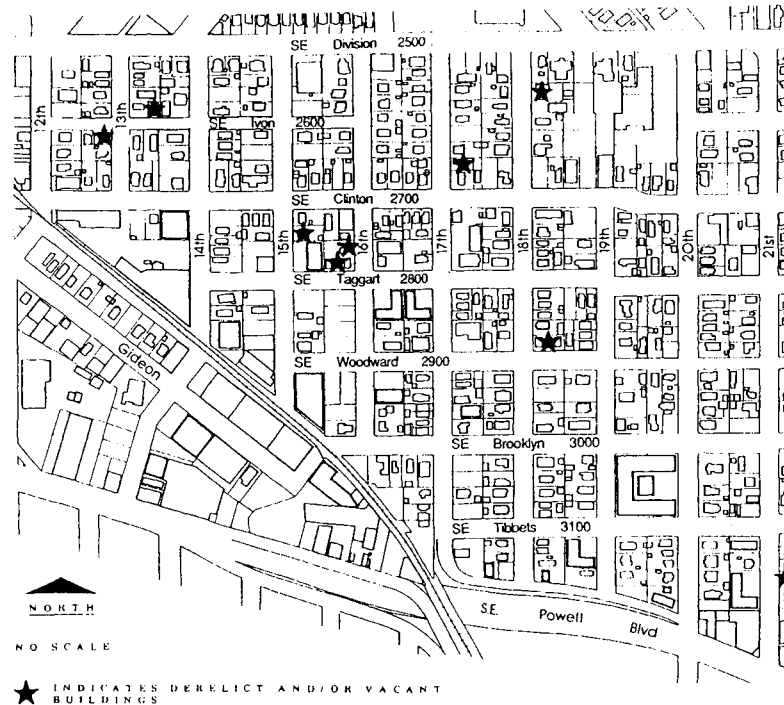 SE Division 2500
12th
13th
SE Ivon 2600
SE Clinton 2700
14th
15th
16th
17th
18th
19th
20th
21st
SE Taggart 2800
Gideon
SE Woodward 2900
SE Brooklyn 3000
SE Tibbets 3100
S.E. Powell Blvd
NORTH
NO SCALE
INDICATES DERELICT AND/OR VACANT
BUILDINGS